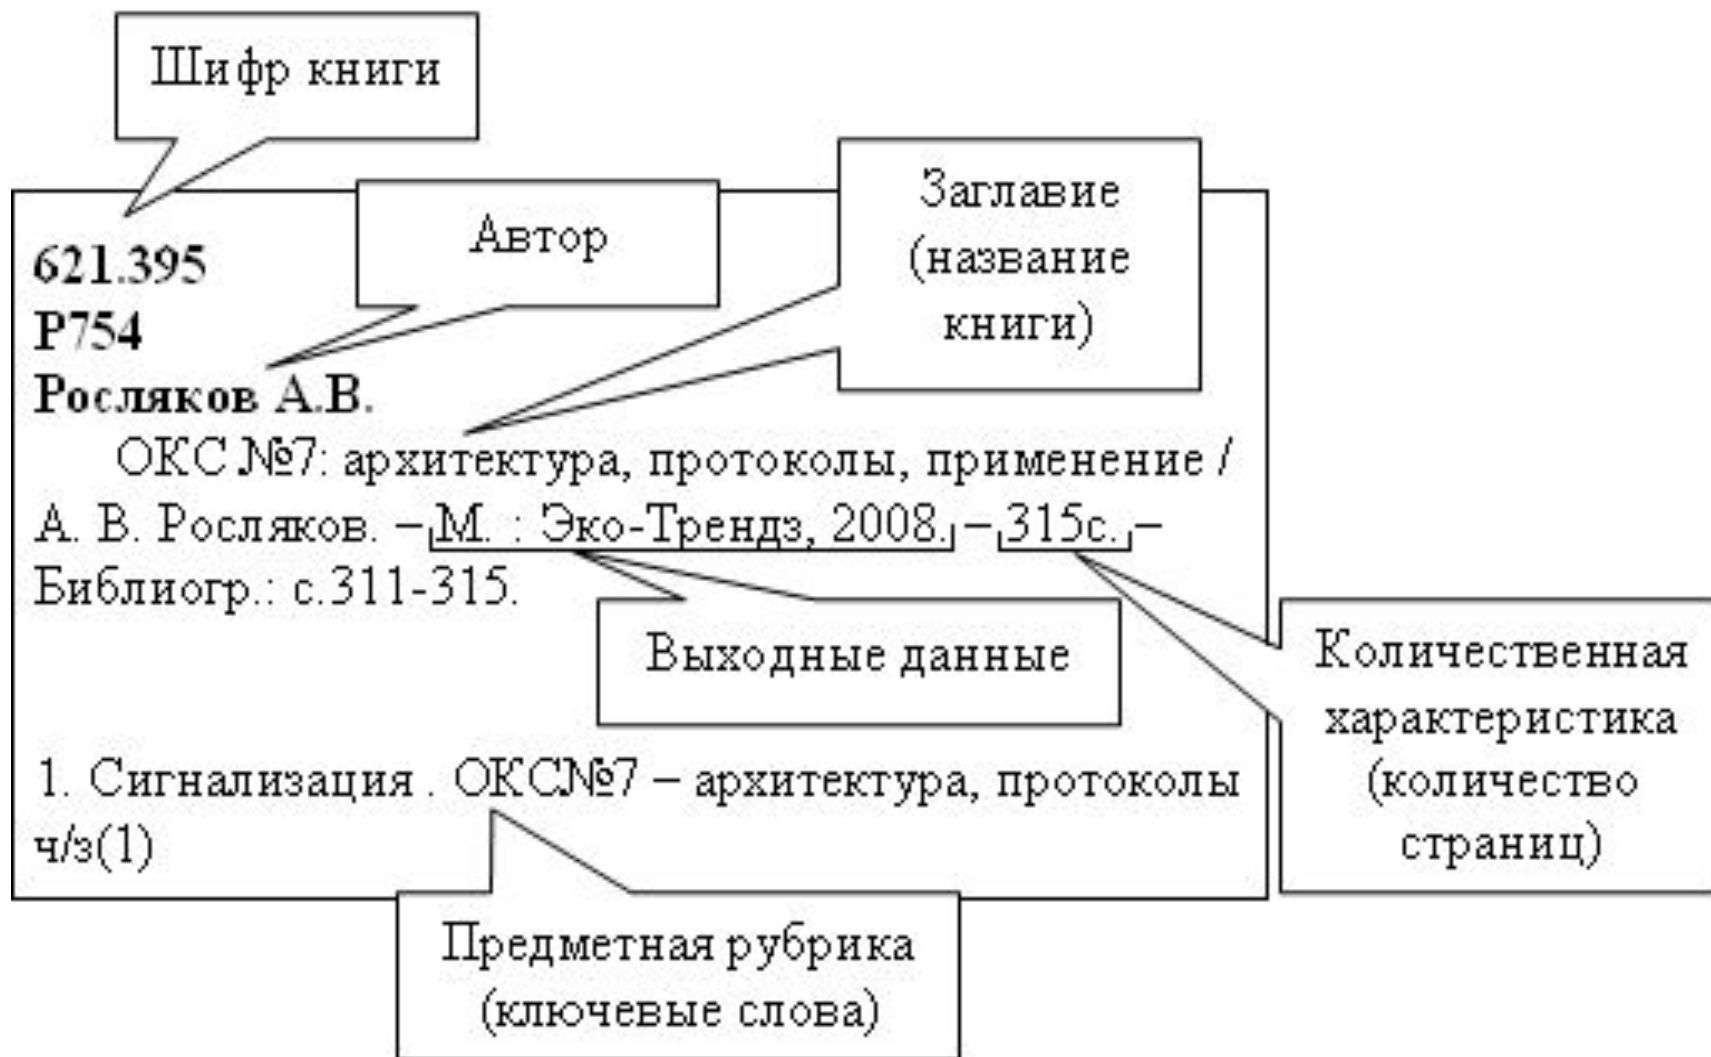 Шифр книги
Автор
Заглавие
(название
книги)
621.395
Р754
Росляков А.В.
ОКС №7: архитектура, протоколы, применение /
А. В. Росляков. – М. : Эко-Трендз, 2008. – 315с. –
Библиогр.: с.311-315.
Выходные данные
Количественная
характеристика
(количество
страниц)
1. Сигнализация . ОКС№7 – архитектура, протоколы
ч/з(1)
Предметная рубрика
(ключевые слова)